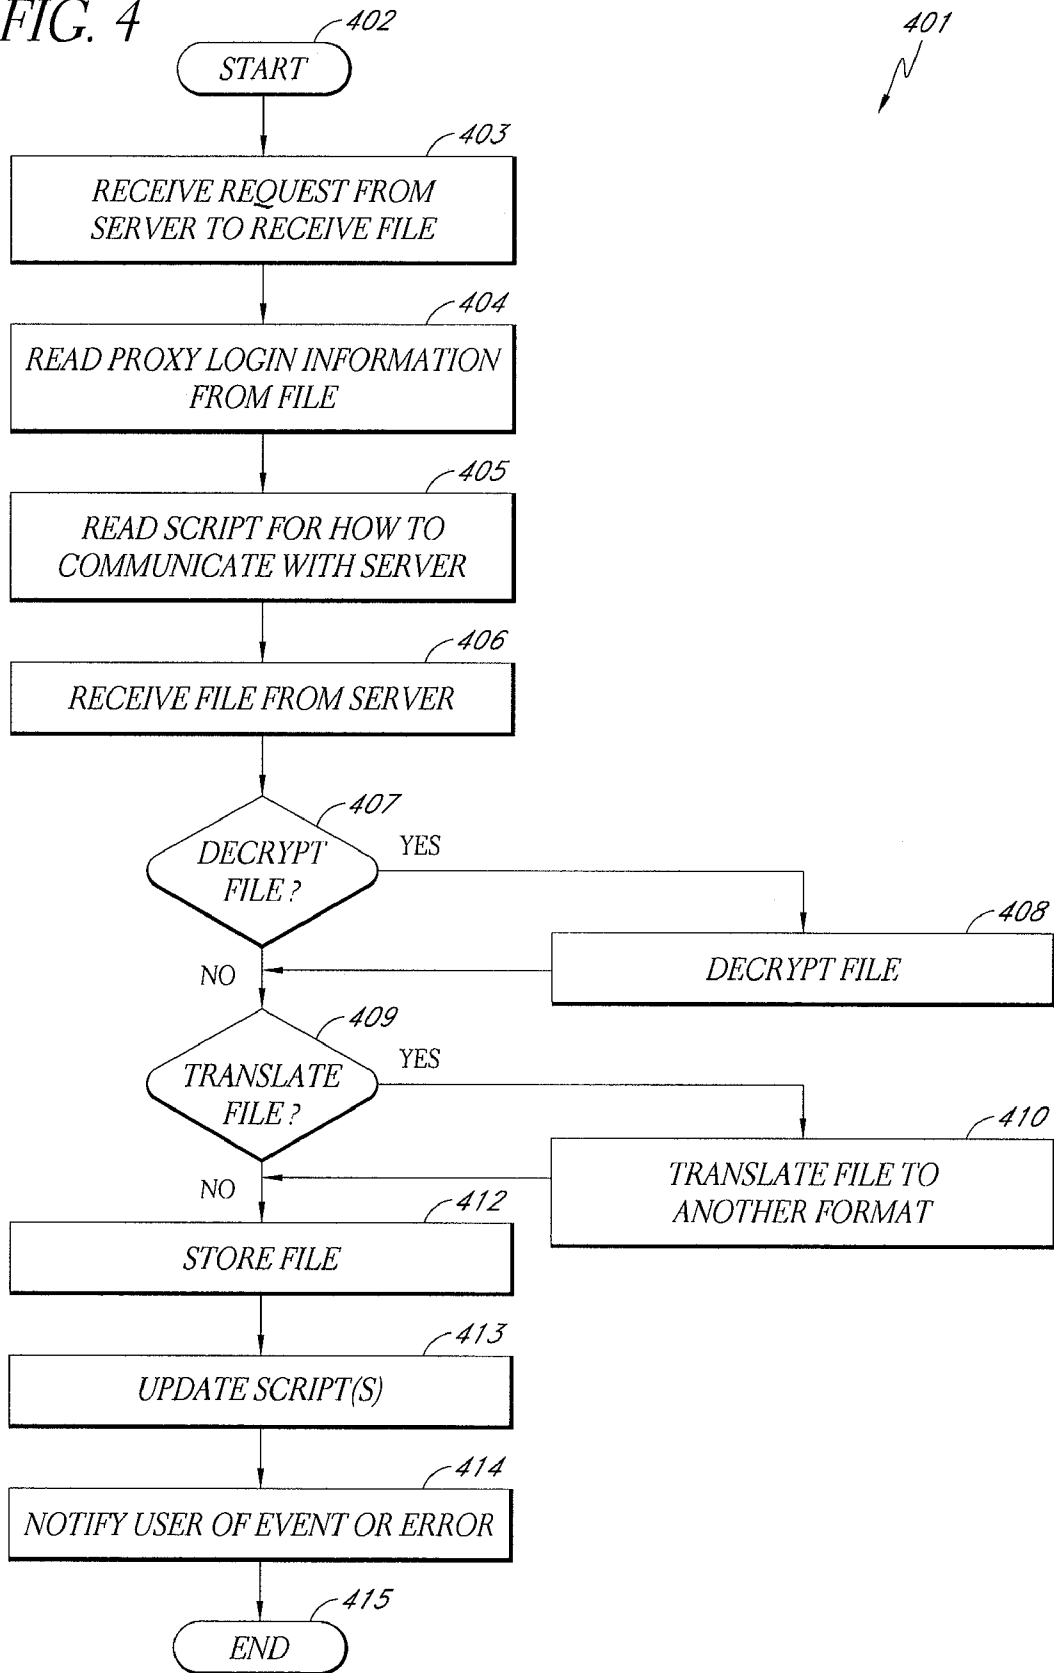 FIG. 4
402
401
START
403
RECEIVE REQUEST FROM
SERVER TO RECEIVE FILE
404
READ PROXY LOGIN INFORMATION
FROM FILE
405
READ SCRIPT FOR HOW TO
COMMUNICATE WITH SERVER
406
RECEIVE FILE FROM SERVER
407
DECRYPT
FILE?
YES
408
DECRYPT FILE
NO
409
TRANSLATE
FILE?
YES
410
TRANSLATE FILE TO
ANOTHER FORMAT
NO
412
STORE FILE
413
UPDATE SCRIPT(S)
414
NOTIFY USER OF EVENT OR ERROR
415
END